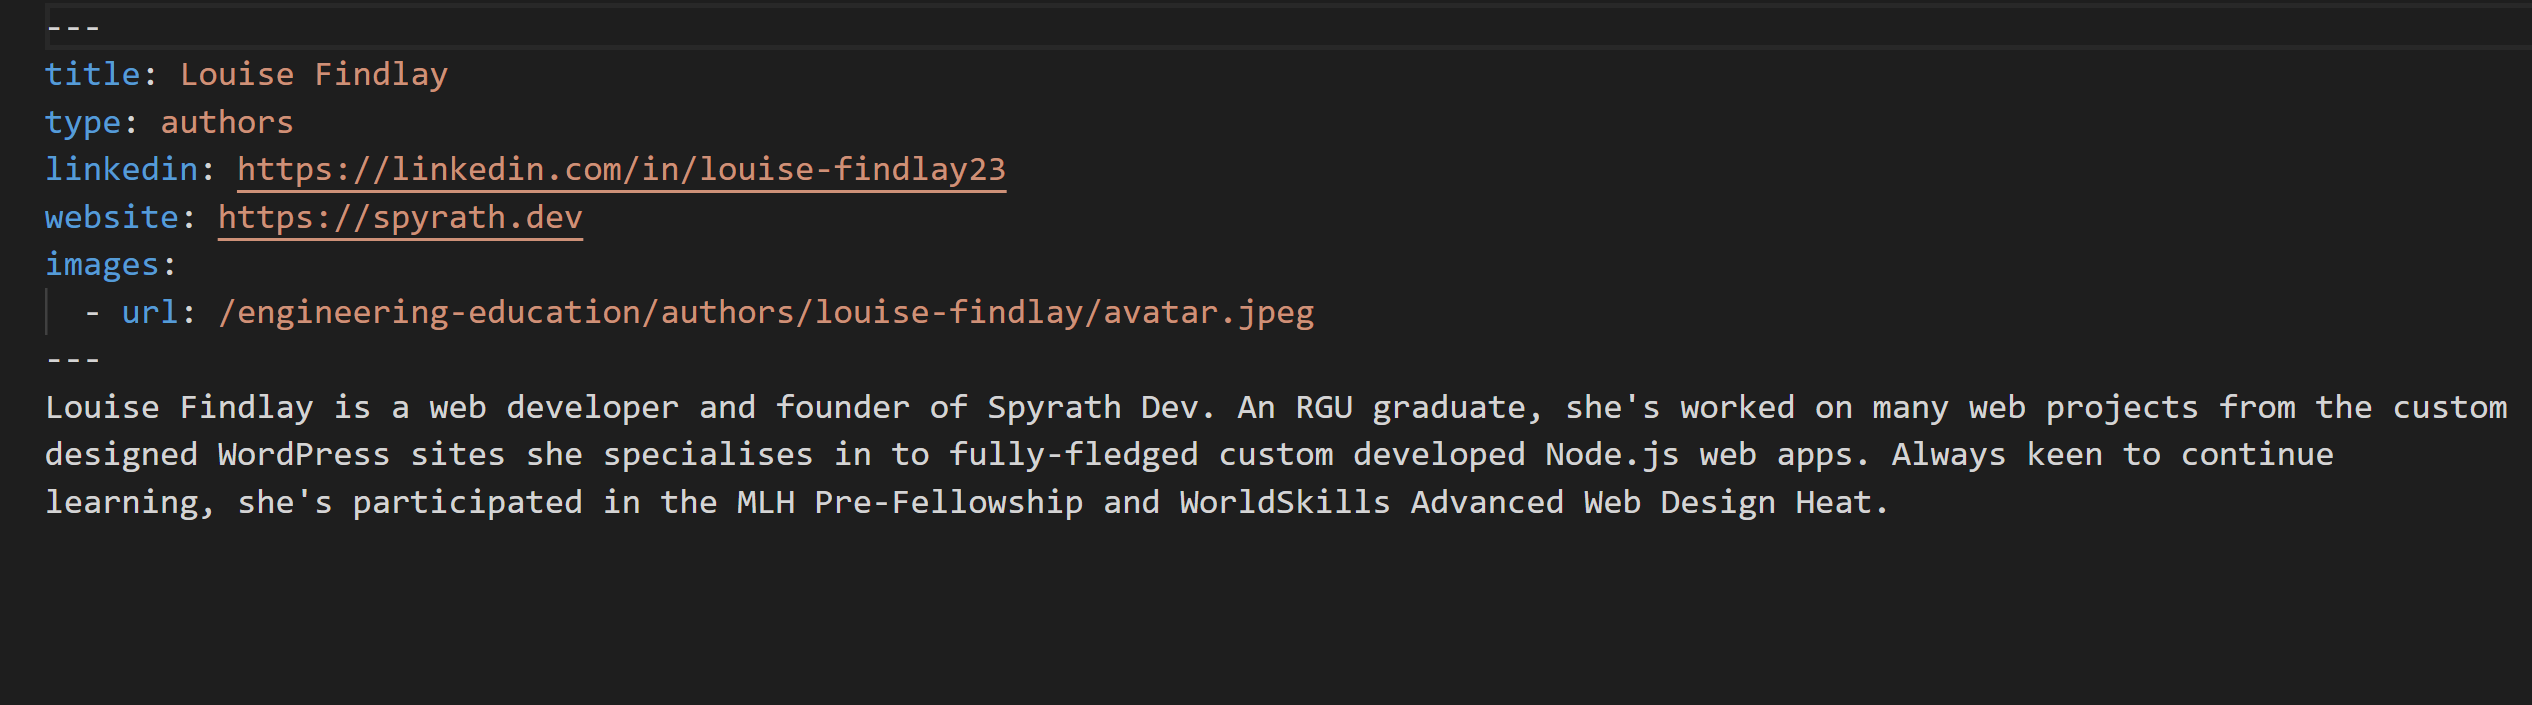 ---
title: Louise Findlay
type: authors
linkedin: https://linkedin.com/in/louise-findlay23
website: https://spyrath.dev
images:
  - url: /engineering-education/authors/louise-findlay/avatar.jpeg
---
Louise Findlay is a web developer and founder of Spyrath Dev. An RGU graduate, she's worked on many web projects from the custom
designed WordPress sites she specialises in to fully-fledged custom developed Node.js web apps. Always keen to continue
learning, she's participated in the MLH Pre-Fellowship and WorldSkills Advanced Web Design Heat.